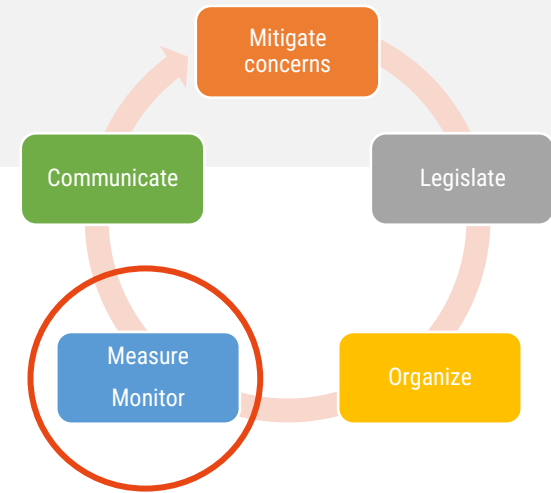 Mitigate
concerns
Communicate
Legislate
Measure
Monitor
Organize